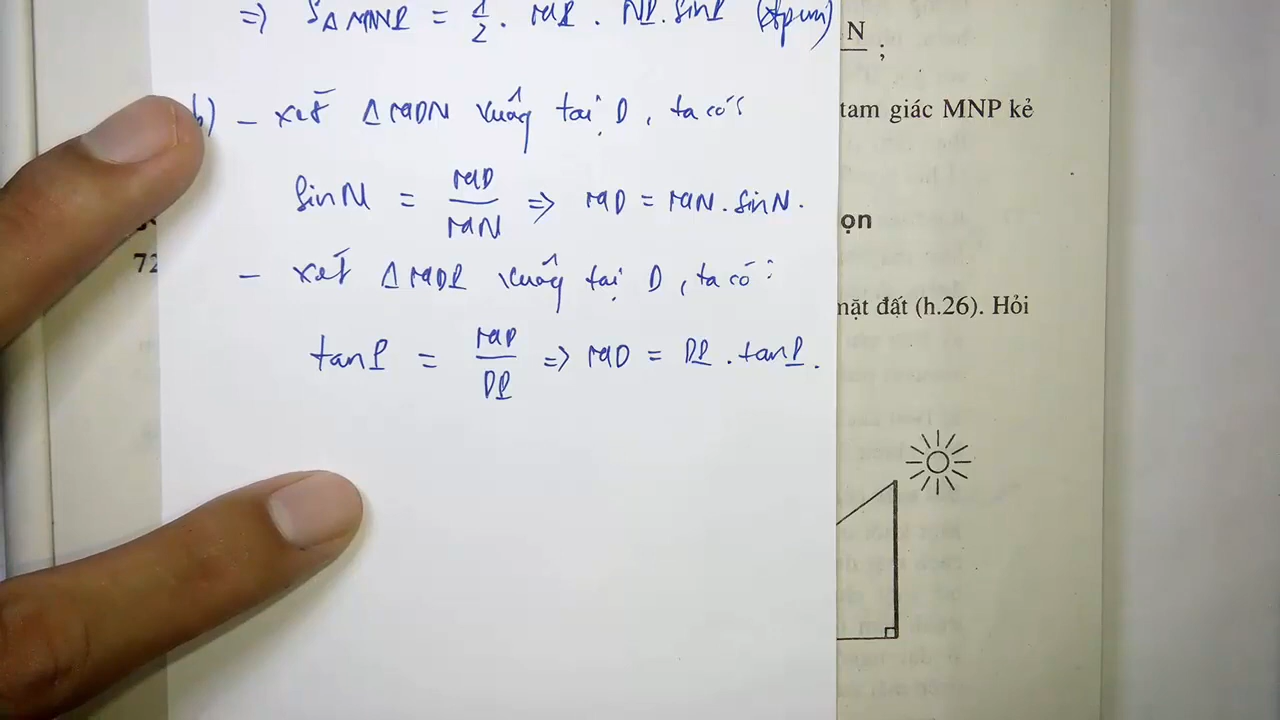 => S△MNP = 1/2 . MP . NP . sinP (đpcm)
N ;
b) – xét △MDN vuông tại D, ta có:
tam giác MNP kẻ
sinN = MD/MN => MD = MN . sinN.
ọn
72
– xét △MDP vuông tại D, ta có:
mặt đất (h.26). Hỏi
tanP = MD/DP => MD = DP . tanP.